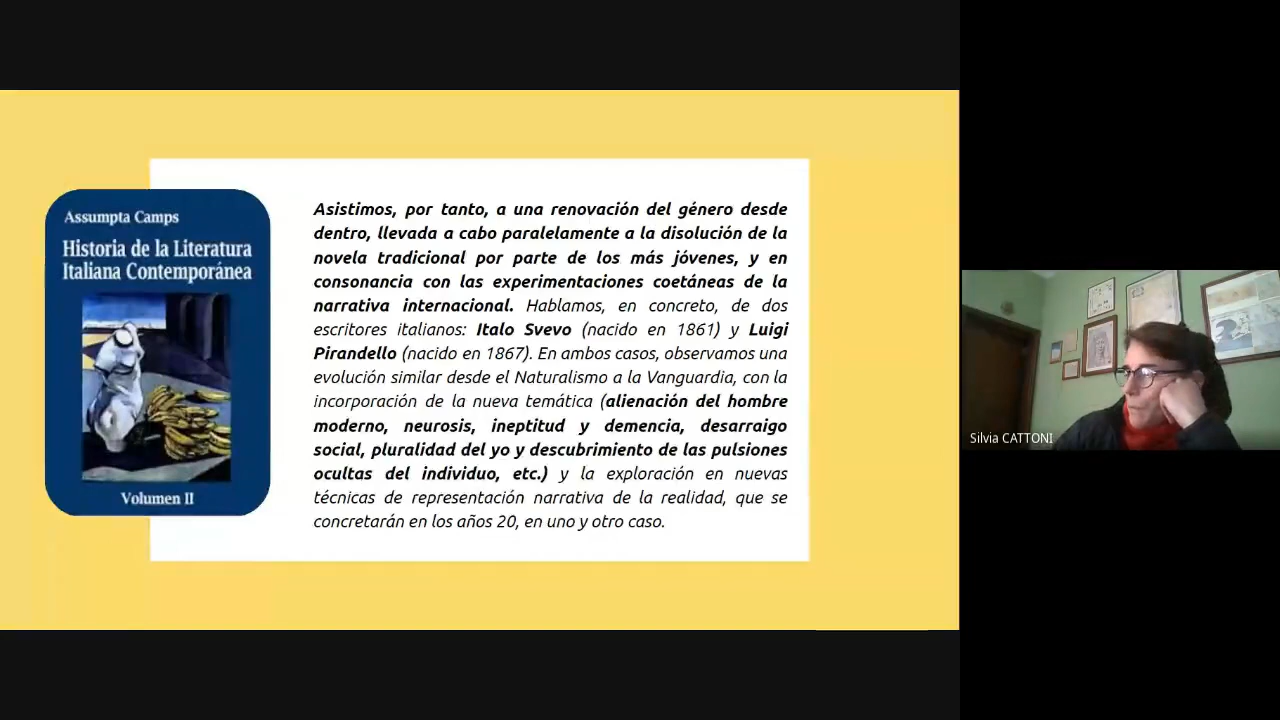 Assumpta Camps
Historia de la Literatura
Italiana Contemporánea
Volumen II
Asistimos, por tanto, a una renovación del género desde
dentro, llevada a cabo paralelamente a la disolución de la
novela tradicional por parte de los más jóvenes, y en
consonancia con las experimentaciones coetáneas de la
narrativa internacional. Hablamos, en concreto, de dos
escritores italianos: Italo Svevo (nacido en 1861) y Luigi
Pirandello (nacido en 1867). En ambos casos, observamos una
evolución similar desde el Naturalismo a la Vanguardia, con la
incorporación de la nueva temática (alienación del hombre
moderno, neurosis, ineptitud y demencia, desarraigo
social, pluralidad del yo y descubrimiento de las pulsiones
ocultas del individuo, etc.) y la exploración en nuevas
técnicas de representación narrativa de la realidad, que se
concretarán en los años 20, en uno y otro caso.
Silvia CATTONI